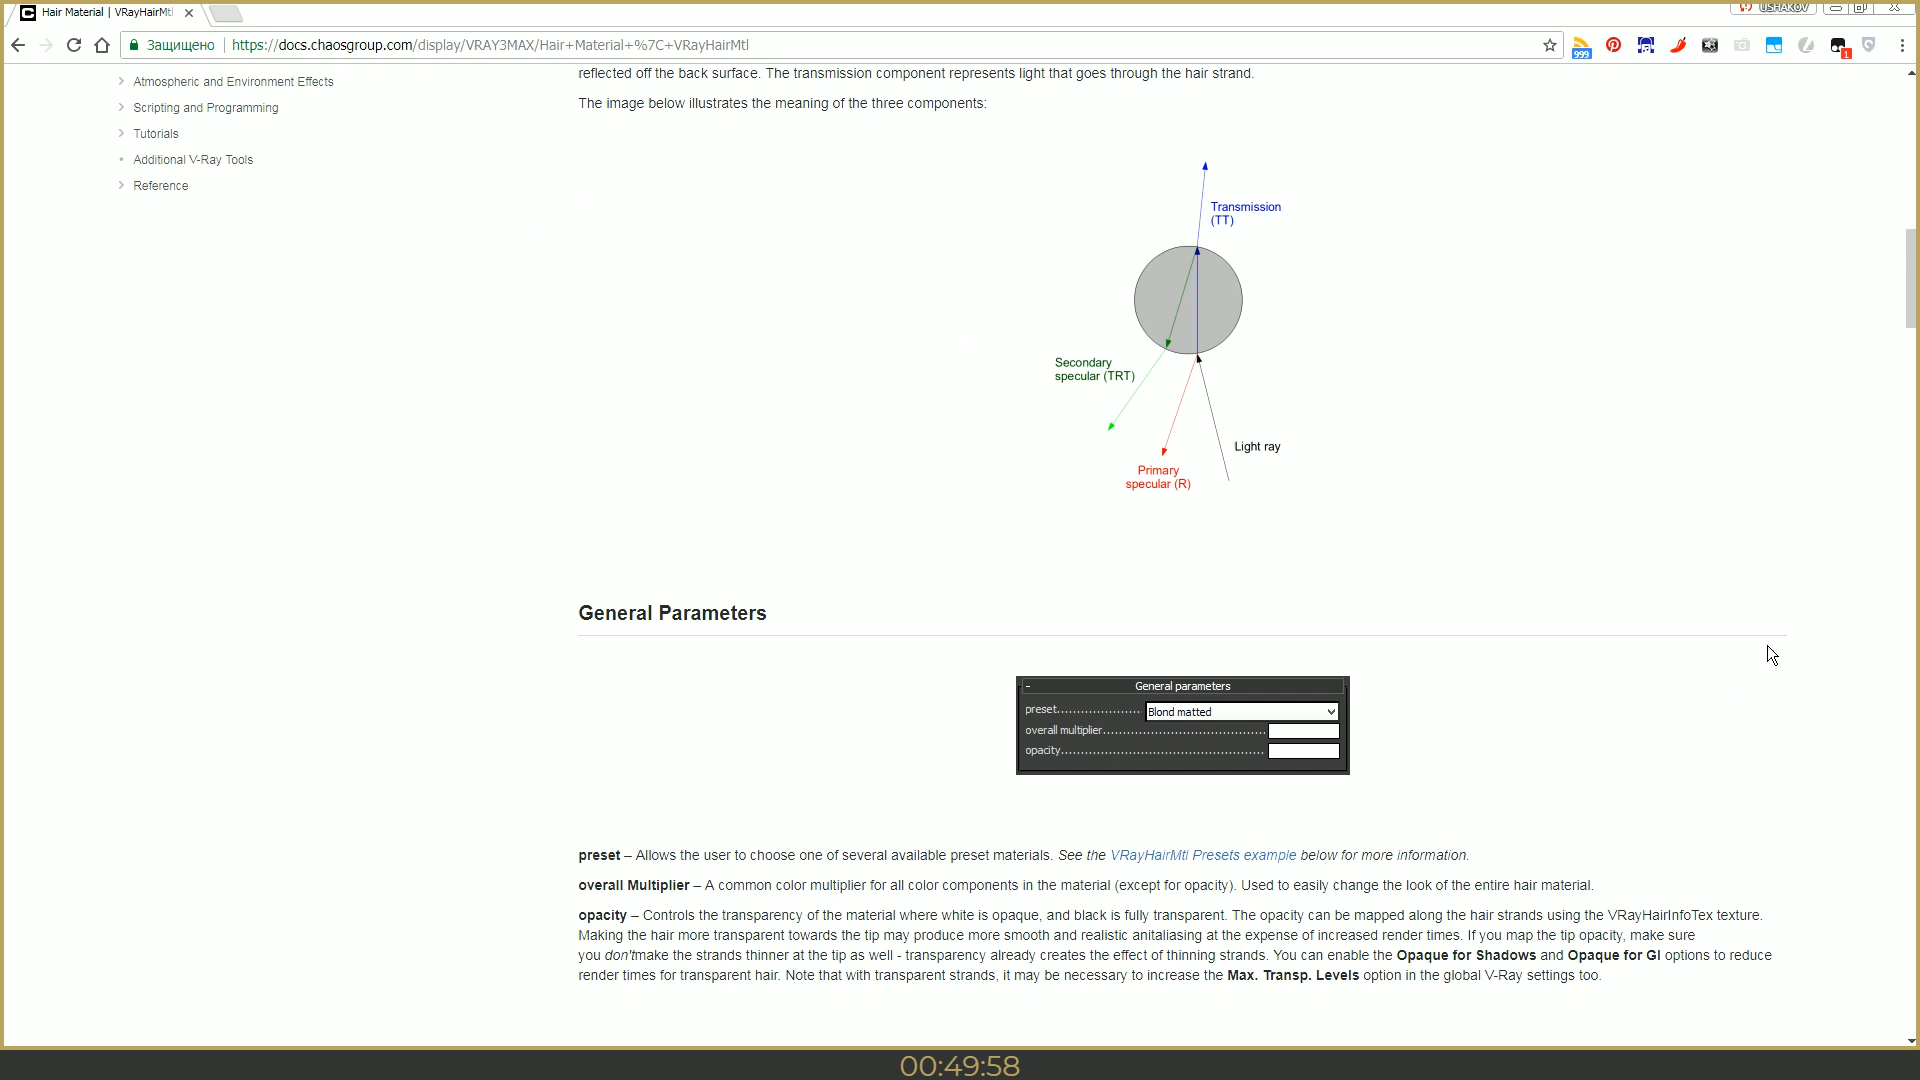 Hair Material | VRayHairMt
USHAKOV
Защищено
https://docs.chaosgroup.com/display/VRAY3MAX/Hair+Material+%7C+VRayHairMtl
999
1
Atmospheric and Environment Effects
Scripting and Programming
Tutorials
Additional V-Ray Tools
Reference
reflected off the back surface. The transmission component represents light that goes through the hair strand.
The image below illustrates the meaning of the three components:
Transmission
(TT)
Secondary
specular (TRT)
Light ray
Primary
specular (R)
General Parameters
- General parameters
preset.................... Blond matted
overall multiplier........................................
opacity..................................................
preset – Allows the user to choose one of several available preset materials. See the VRayHairMtl Presets example below for more information.
overall Multiplier – A common color multiplier for all color components in the material (except for opacity). Used to easily change the look of the entire hair material.
opacity – Controls the transparency of the material where white is opaque, and black is fully transparent. The opacity can be mapped along the hair strands using the VRayHairInfoTex texture.
Making the hair more transparent towards the tip may produce more smooth and realistic anitaliasing at the expense of increased render times. If you map the tip opacity, make sure
you don'tmake the strands thinner at the tip as well - transparency already creates the effect of thinning strands. You can enable the Opaque for Shadows and Opaque for GI options to reduce
render times for transparent hair. Note that with transparent strands, it may be necessary to increase the Max. Transp. Levels option in the global V-Ray settings too.
00:49:58